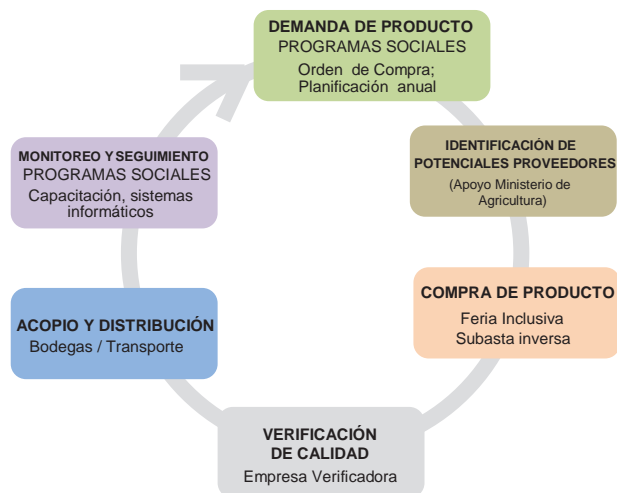 DEMANDA DE PRODUCTO
PROGRAMAS SOCIALES
Orden de Compra;
Planificación anual
IDENTIFICACIÓN DE
POTENCIALES PROVEEDORES
(Apoyo Ministerio de
Agricultura)
COMPRA DE PRODUCTO
Feria Inclusiva
Subasta inversa
VERIFICACIÓN
DE CALIDAD
Empresa Verificadora
ACOPIO Y DISTRIBUCIÓN
Bodegas / Transporte
MONITOREO Y SEGUIMIENTO
PROGRAMAS SOCIALES
Capacitación, sistemas
informáticos